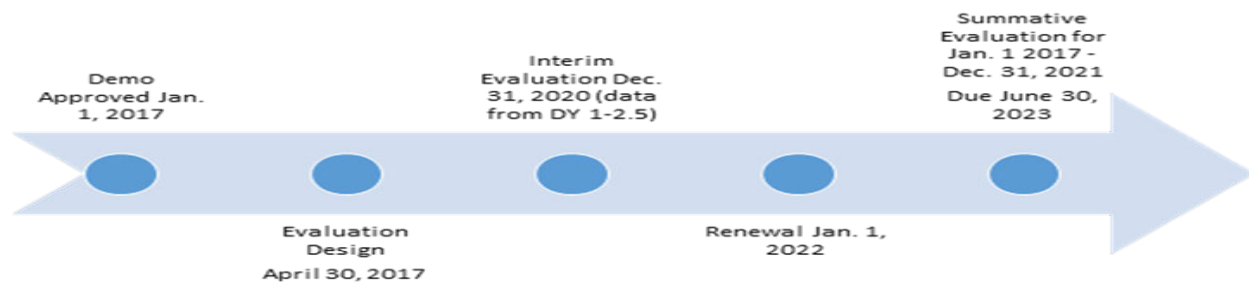 Demo
Approved Jan.
1, 2017
Evaluation
Design
April 30, 2017
Interim
Evaluation Dec.
31, 2020 (data
from DY 1-2.5)
Renewal Jan. 1,
2022
Summative
Evaluation for
Jan. 1 2017 -
Dec. 31, 2021
Due June 30,
2023